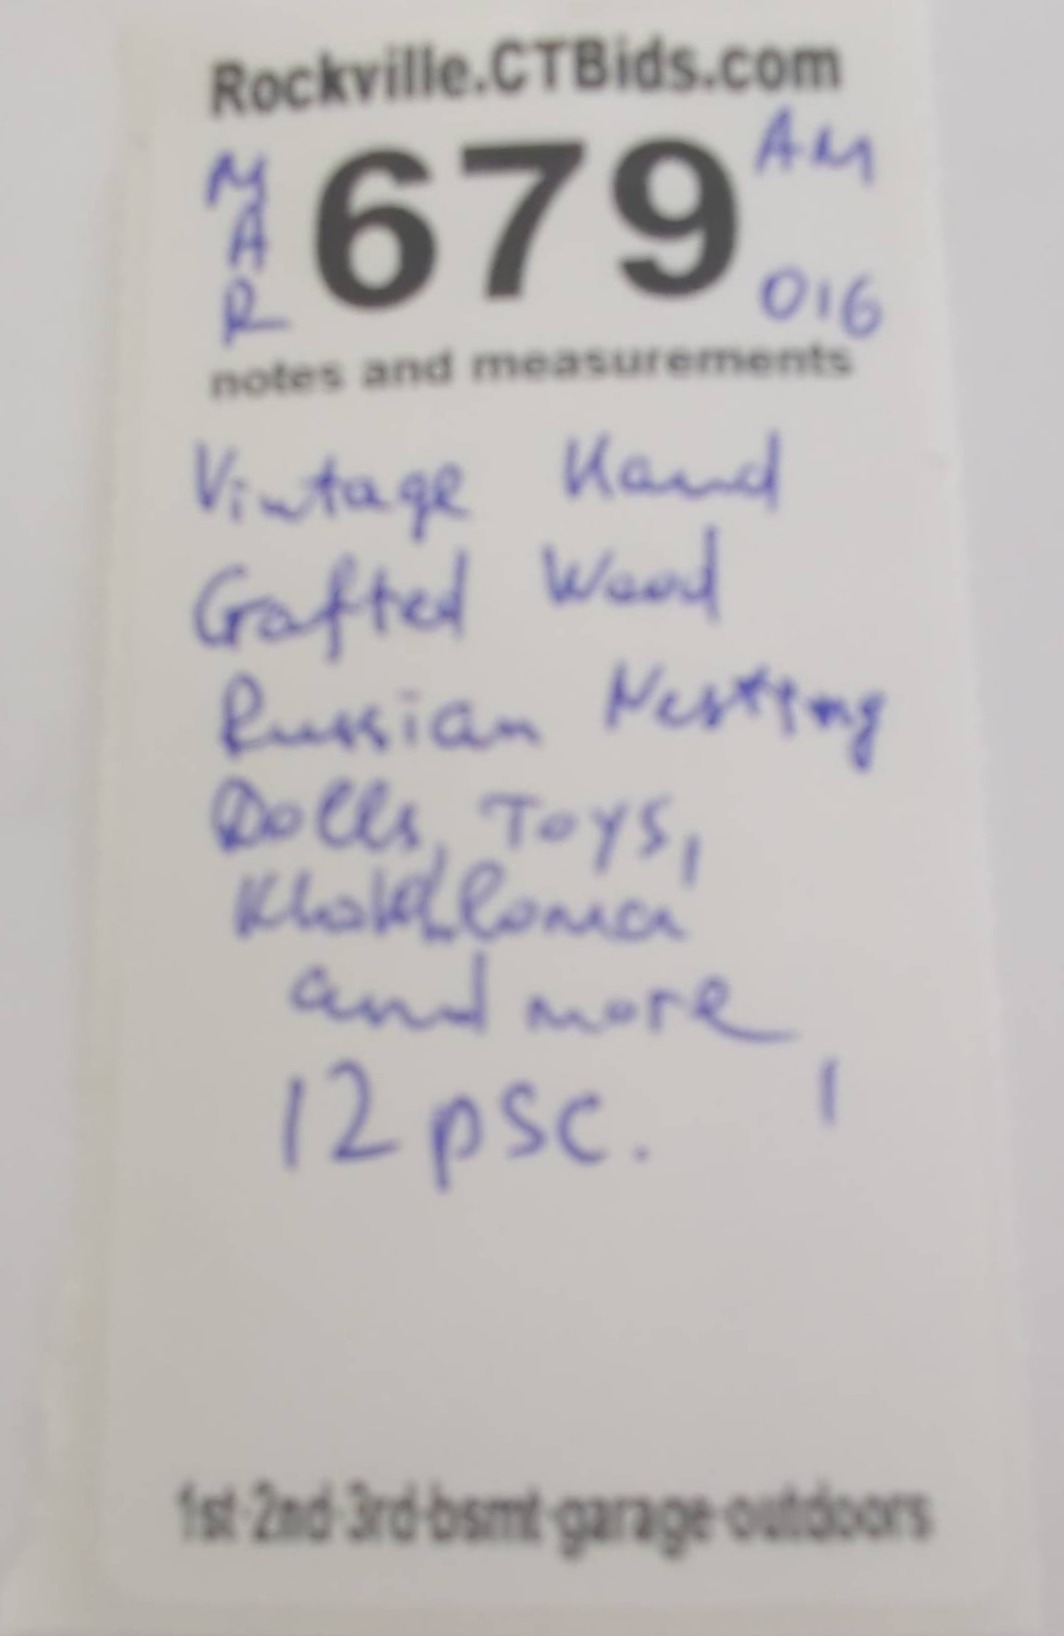 Rockville.CTBids.com
MAR 679 AM
016
notes and measurements
Vintage Hand
Crafted Wood
Russian Nesting
Dolls, Toys,
and more
12 psc.
1st-2nd-3rd-bsmt-garage-outdoors